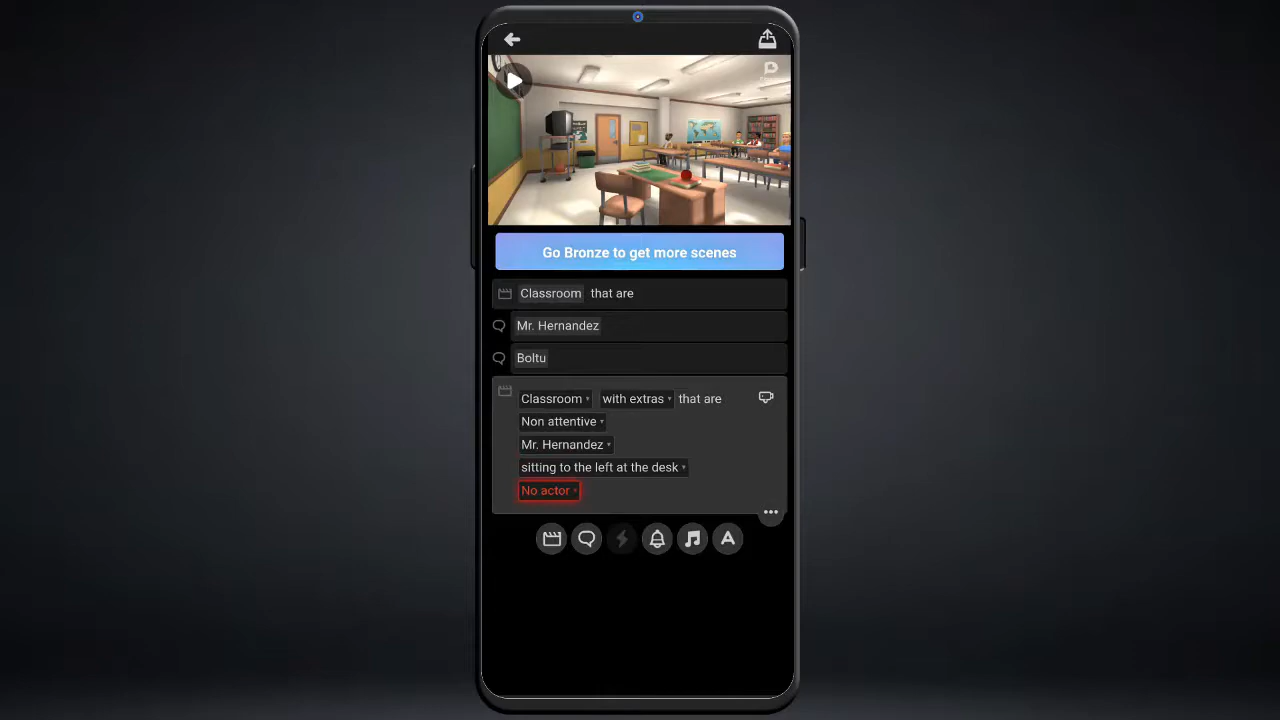 Go Bronze to get more scenes
Classroom that are
Mr. Hernandez
Boltu
Classroom with extras that are
Non attentive
Mr. Hernandez
sitting to the left at the desk
No actor